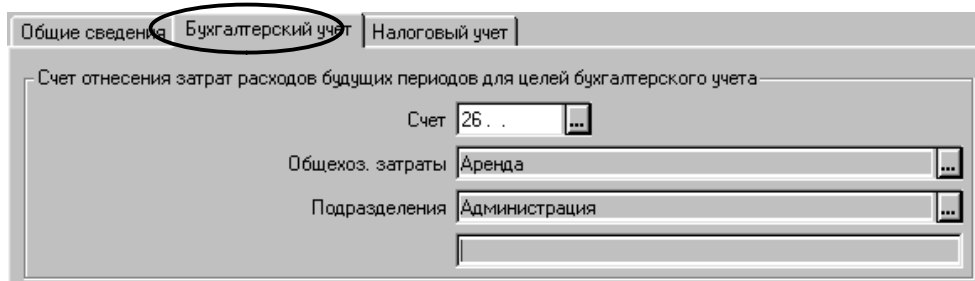 Общие сведения Бухгалтерский учет Налоговый учет
Счет отнесения затрат расходов будущих периодов для целей бухгалтерского учета
Счет 26 . . ...
Общехоз. затраты Аренда ...
Подразделения Администрация ...